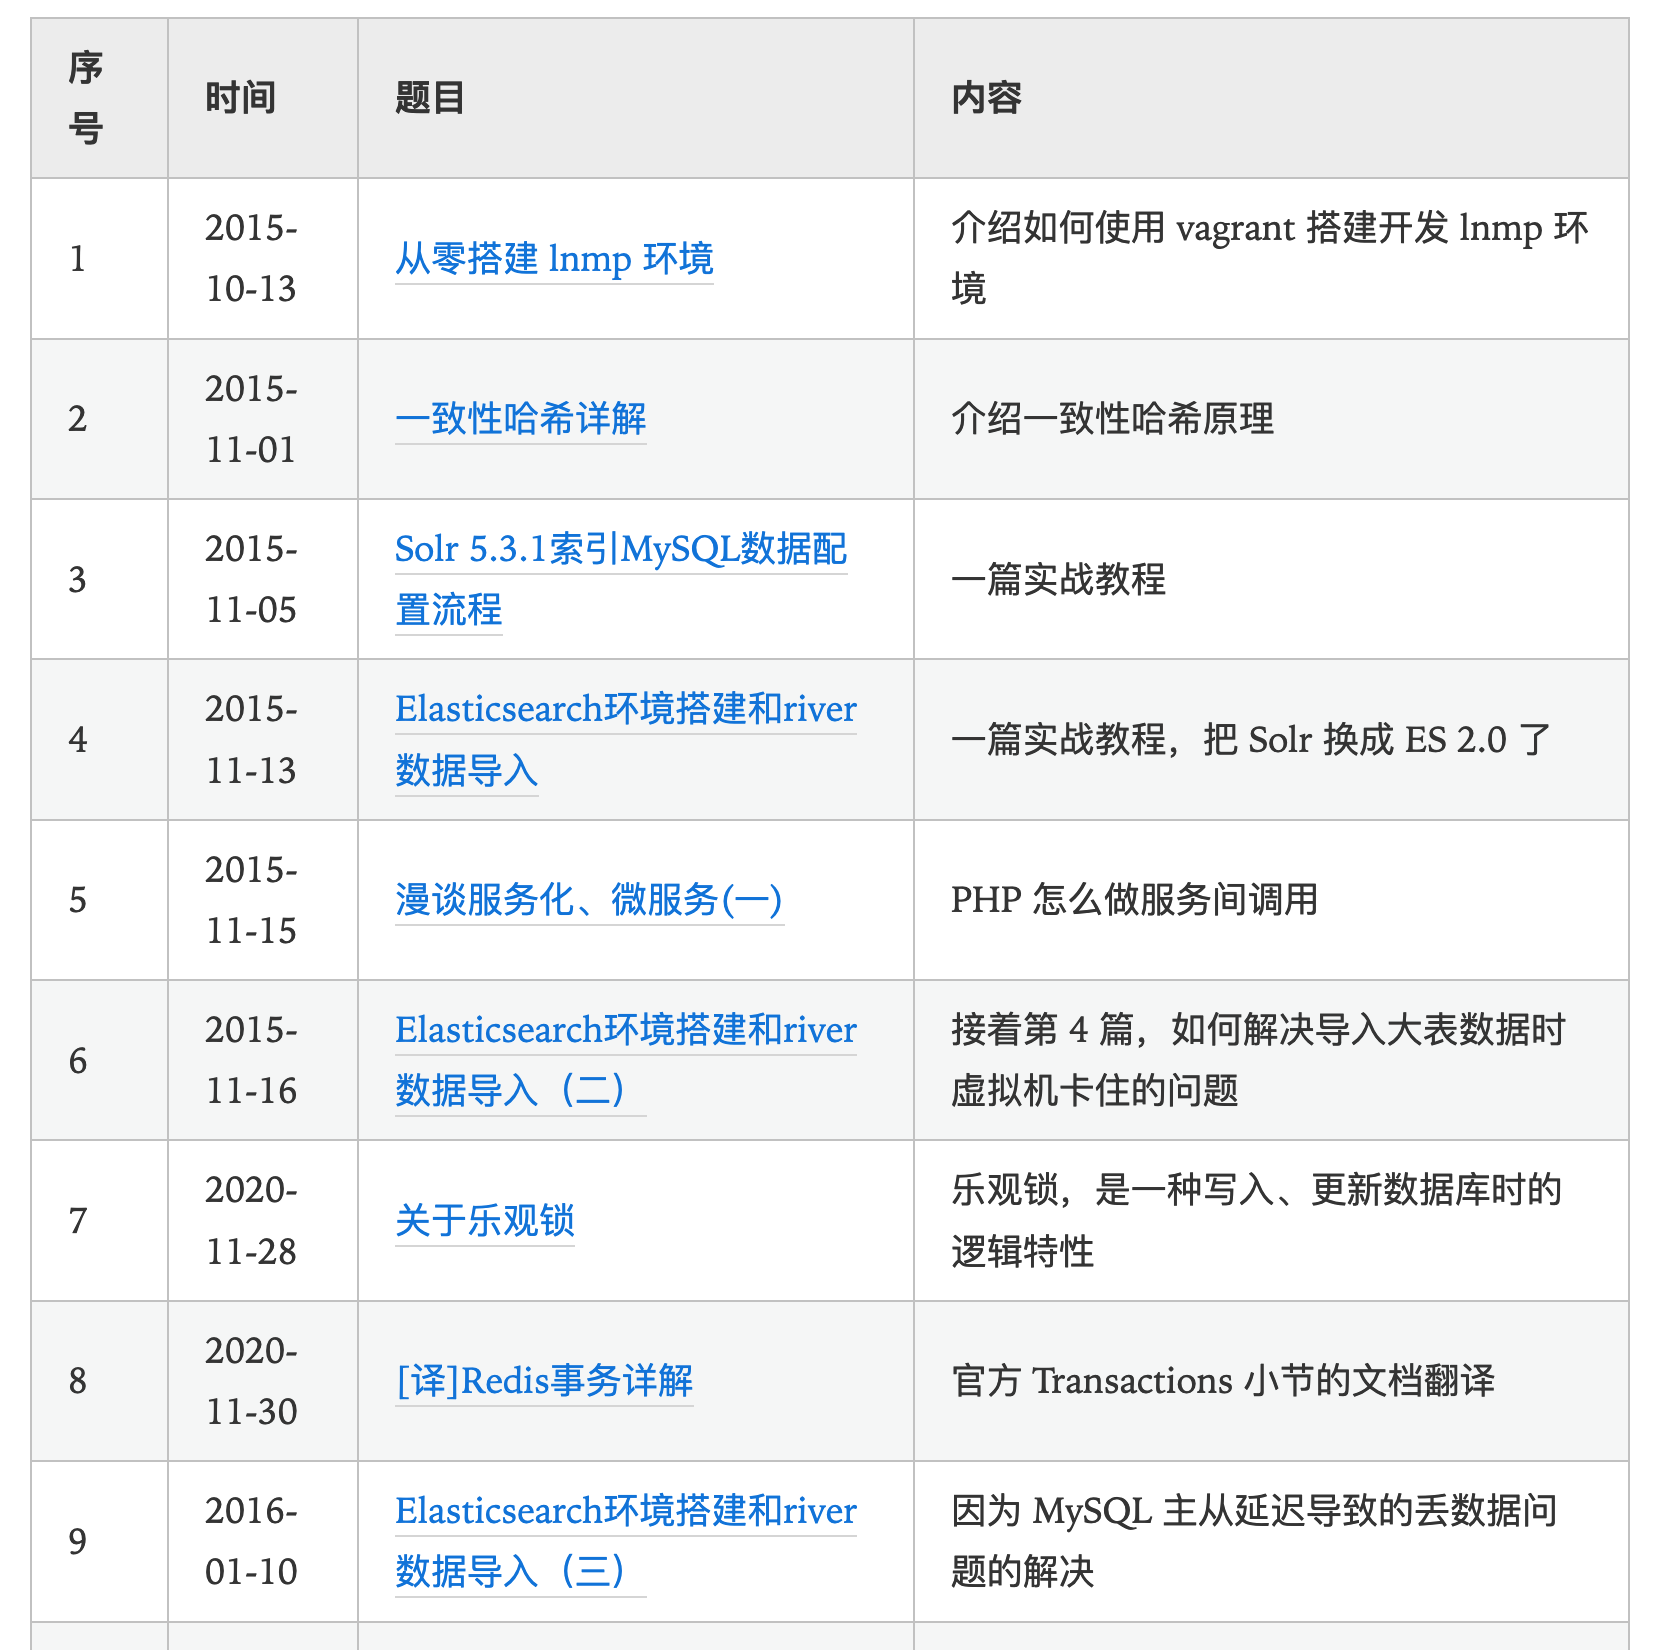 序
号
时间
题目
内容
1
2015-
10-13
从零搭建 lnmp 环境
介绍如何使用 vagrant 搭建开发 lnmp 环
境
2
2015-
11-01
一致性哈希详解
介绍一致性哈希原理
3
2015-
11-05
Solr 5.3.1索引MySQL数据配
置流程
一篇实战教程
4
2015-
11-13
Elasticsearch环境搭建和river
数据导入
一篇实战教程，把 Solr 换成 ES 2.0 了
5
2015-
11-15
漫谈服务化、微服务(一)
PHP 怎么做服务间调用
6
2015-
11-16
Elasticsearch环境搭建和river
数据导入（二）
接着第 4 篇，如何解决导入大表数据时
虚拟机卡住的问题
7
2020-
11-28
关于乐观锁
乐观锁，是一种写入、更新数据库时的
逻辑特性
8
2020-
11-30
[译]Redis事务详解
官方 Transactions 小节的文档翻译
9
2016-
01-10
Elasticsearch环境搭建和river
数据导入（三）
因为 MySQL 主从延迟导致的丢数据问
题的解决